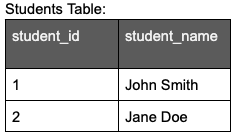 Students Table:
student_id student_name
1 John Smith
2 Jane Doe